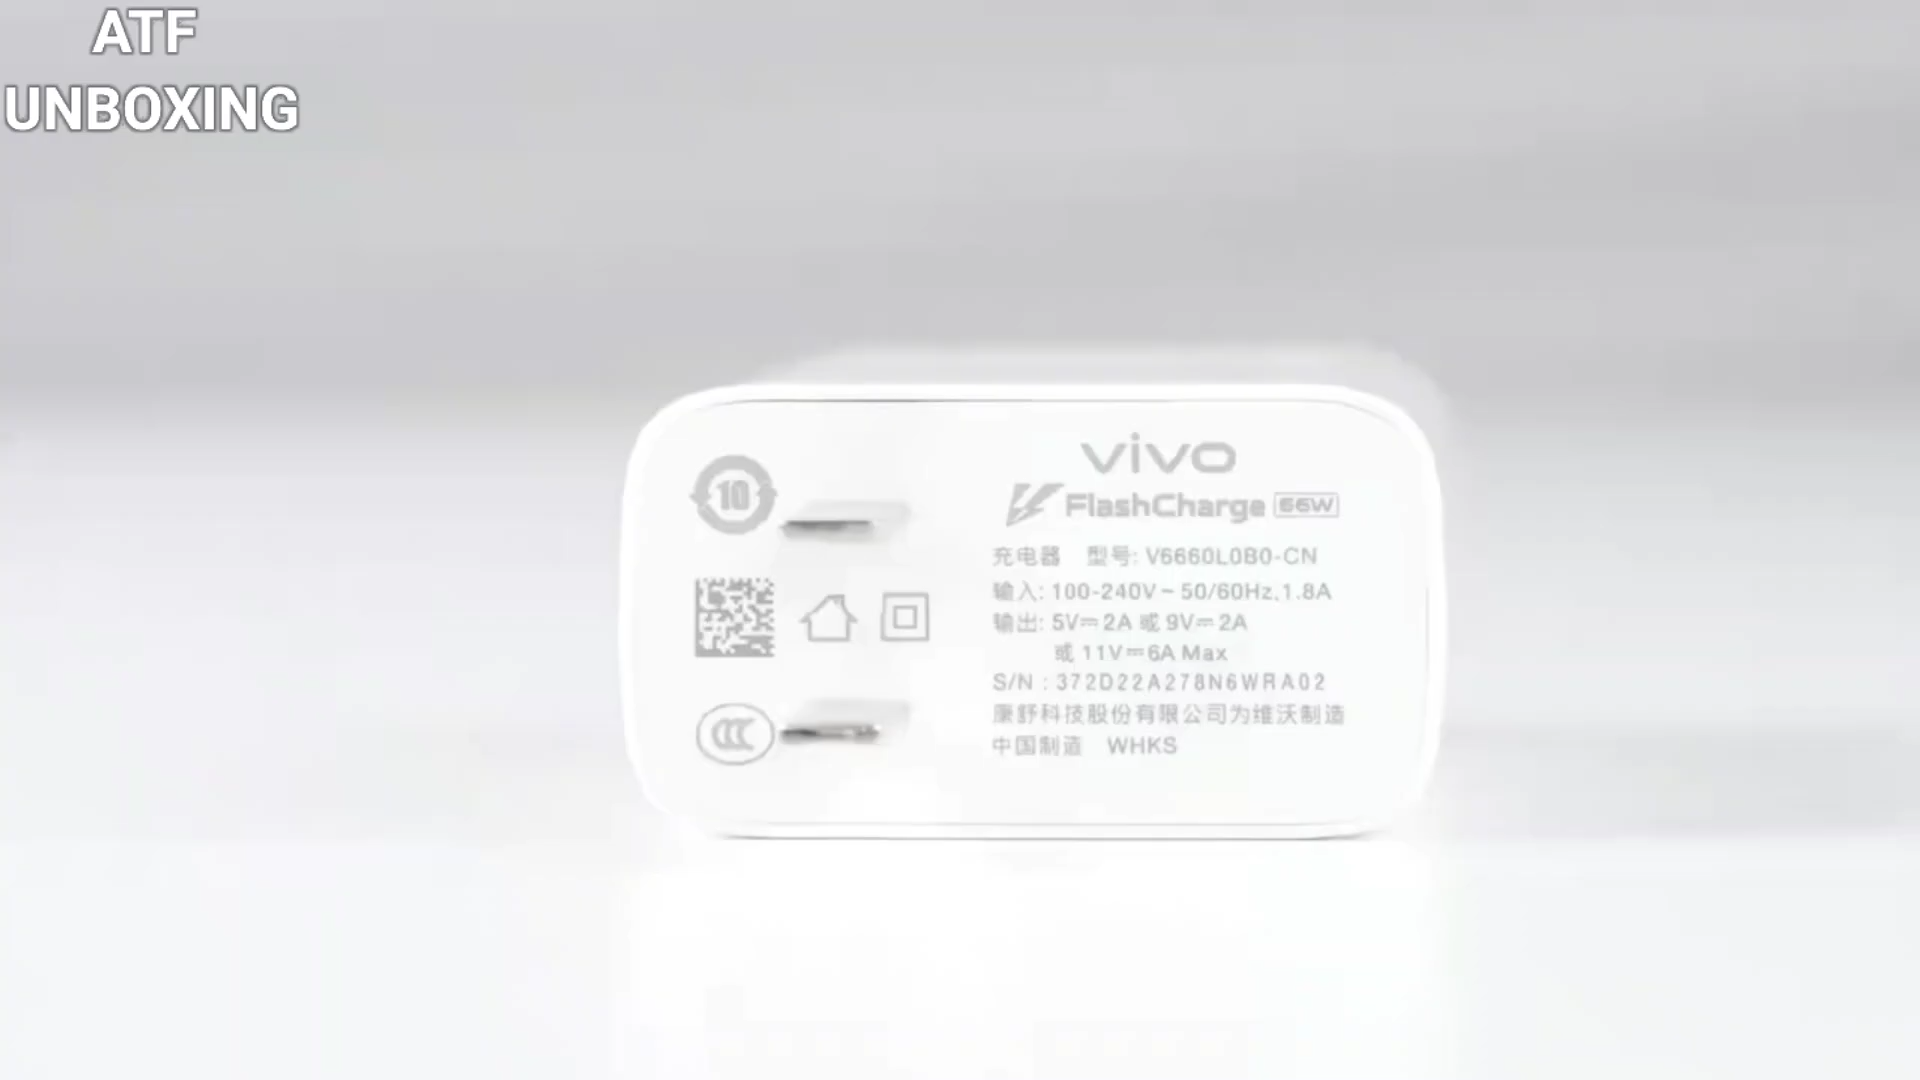 ATF
UNBOXING
10
vivo
FlashCharge 66W
充电器 型号: V6660L0B0-CN
输入: 100-240V ~ 50/60Hz,1.8A
输出: 5V⎓2A 或 9V⎓2A
或 11V⎓6A Max
S/N : 372D22A278N6WRA02
康舒科技股份有限公司为维沃制造
中国制造 WHKS